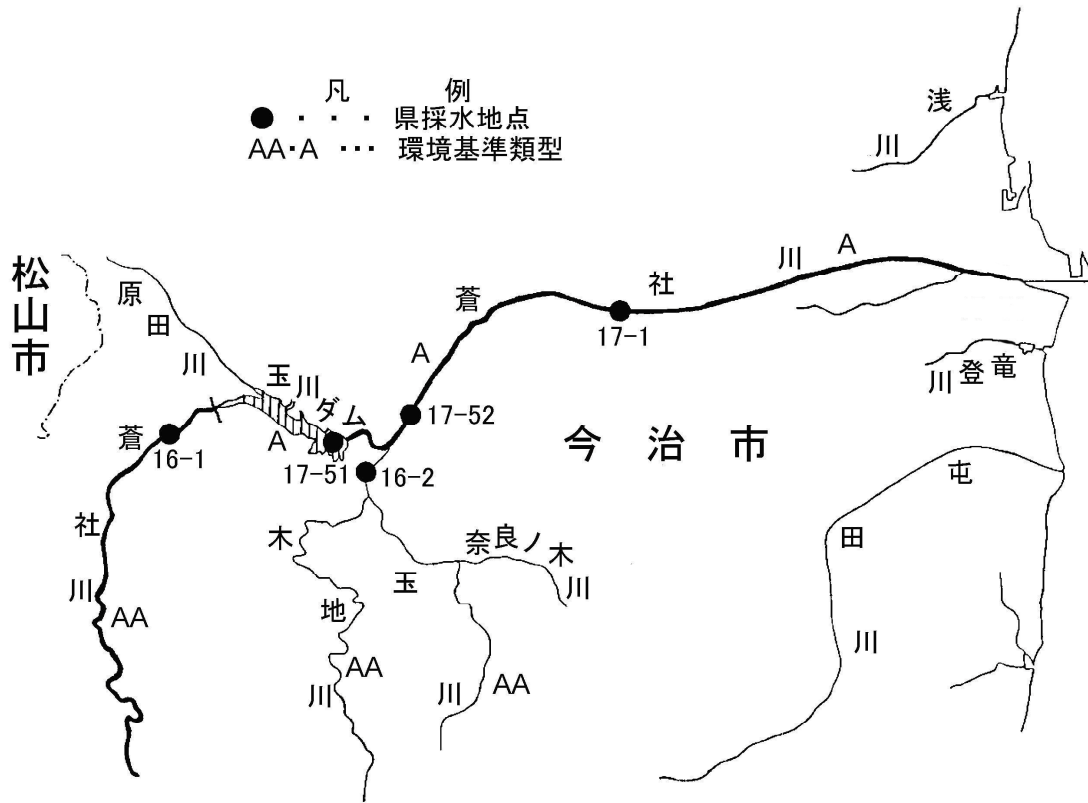 凡 例
● ・ ・ ・ 県採水地点
AA・A ・・・ 環境基準類型
浅川
松山市
原田川
玉川ダム
A
蒼社川
A
A
17-1
17-52
16-1
17-51
16-2
蒼社川
AA
今治市
竜登川
屯田川
木地川
AA
奈良ノ木川
玉川
AA